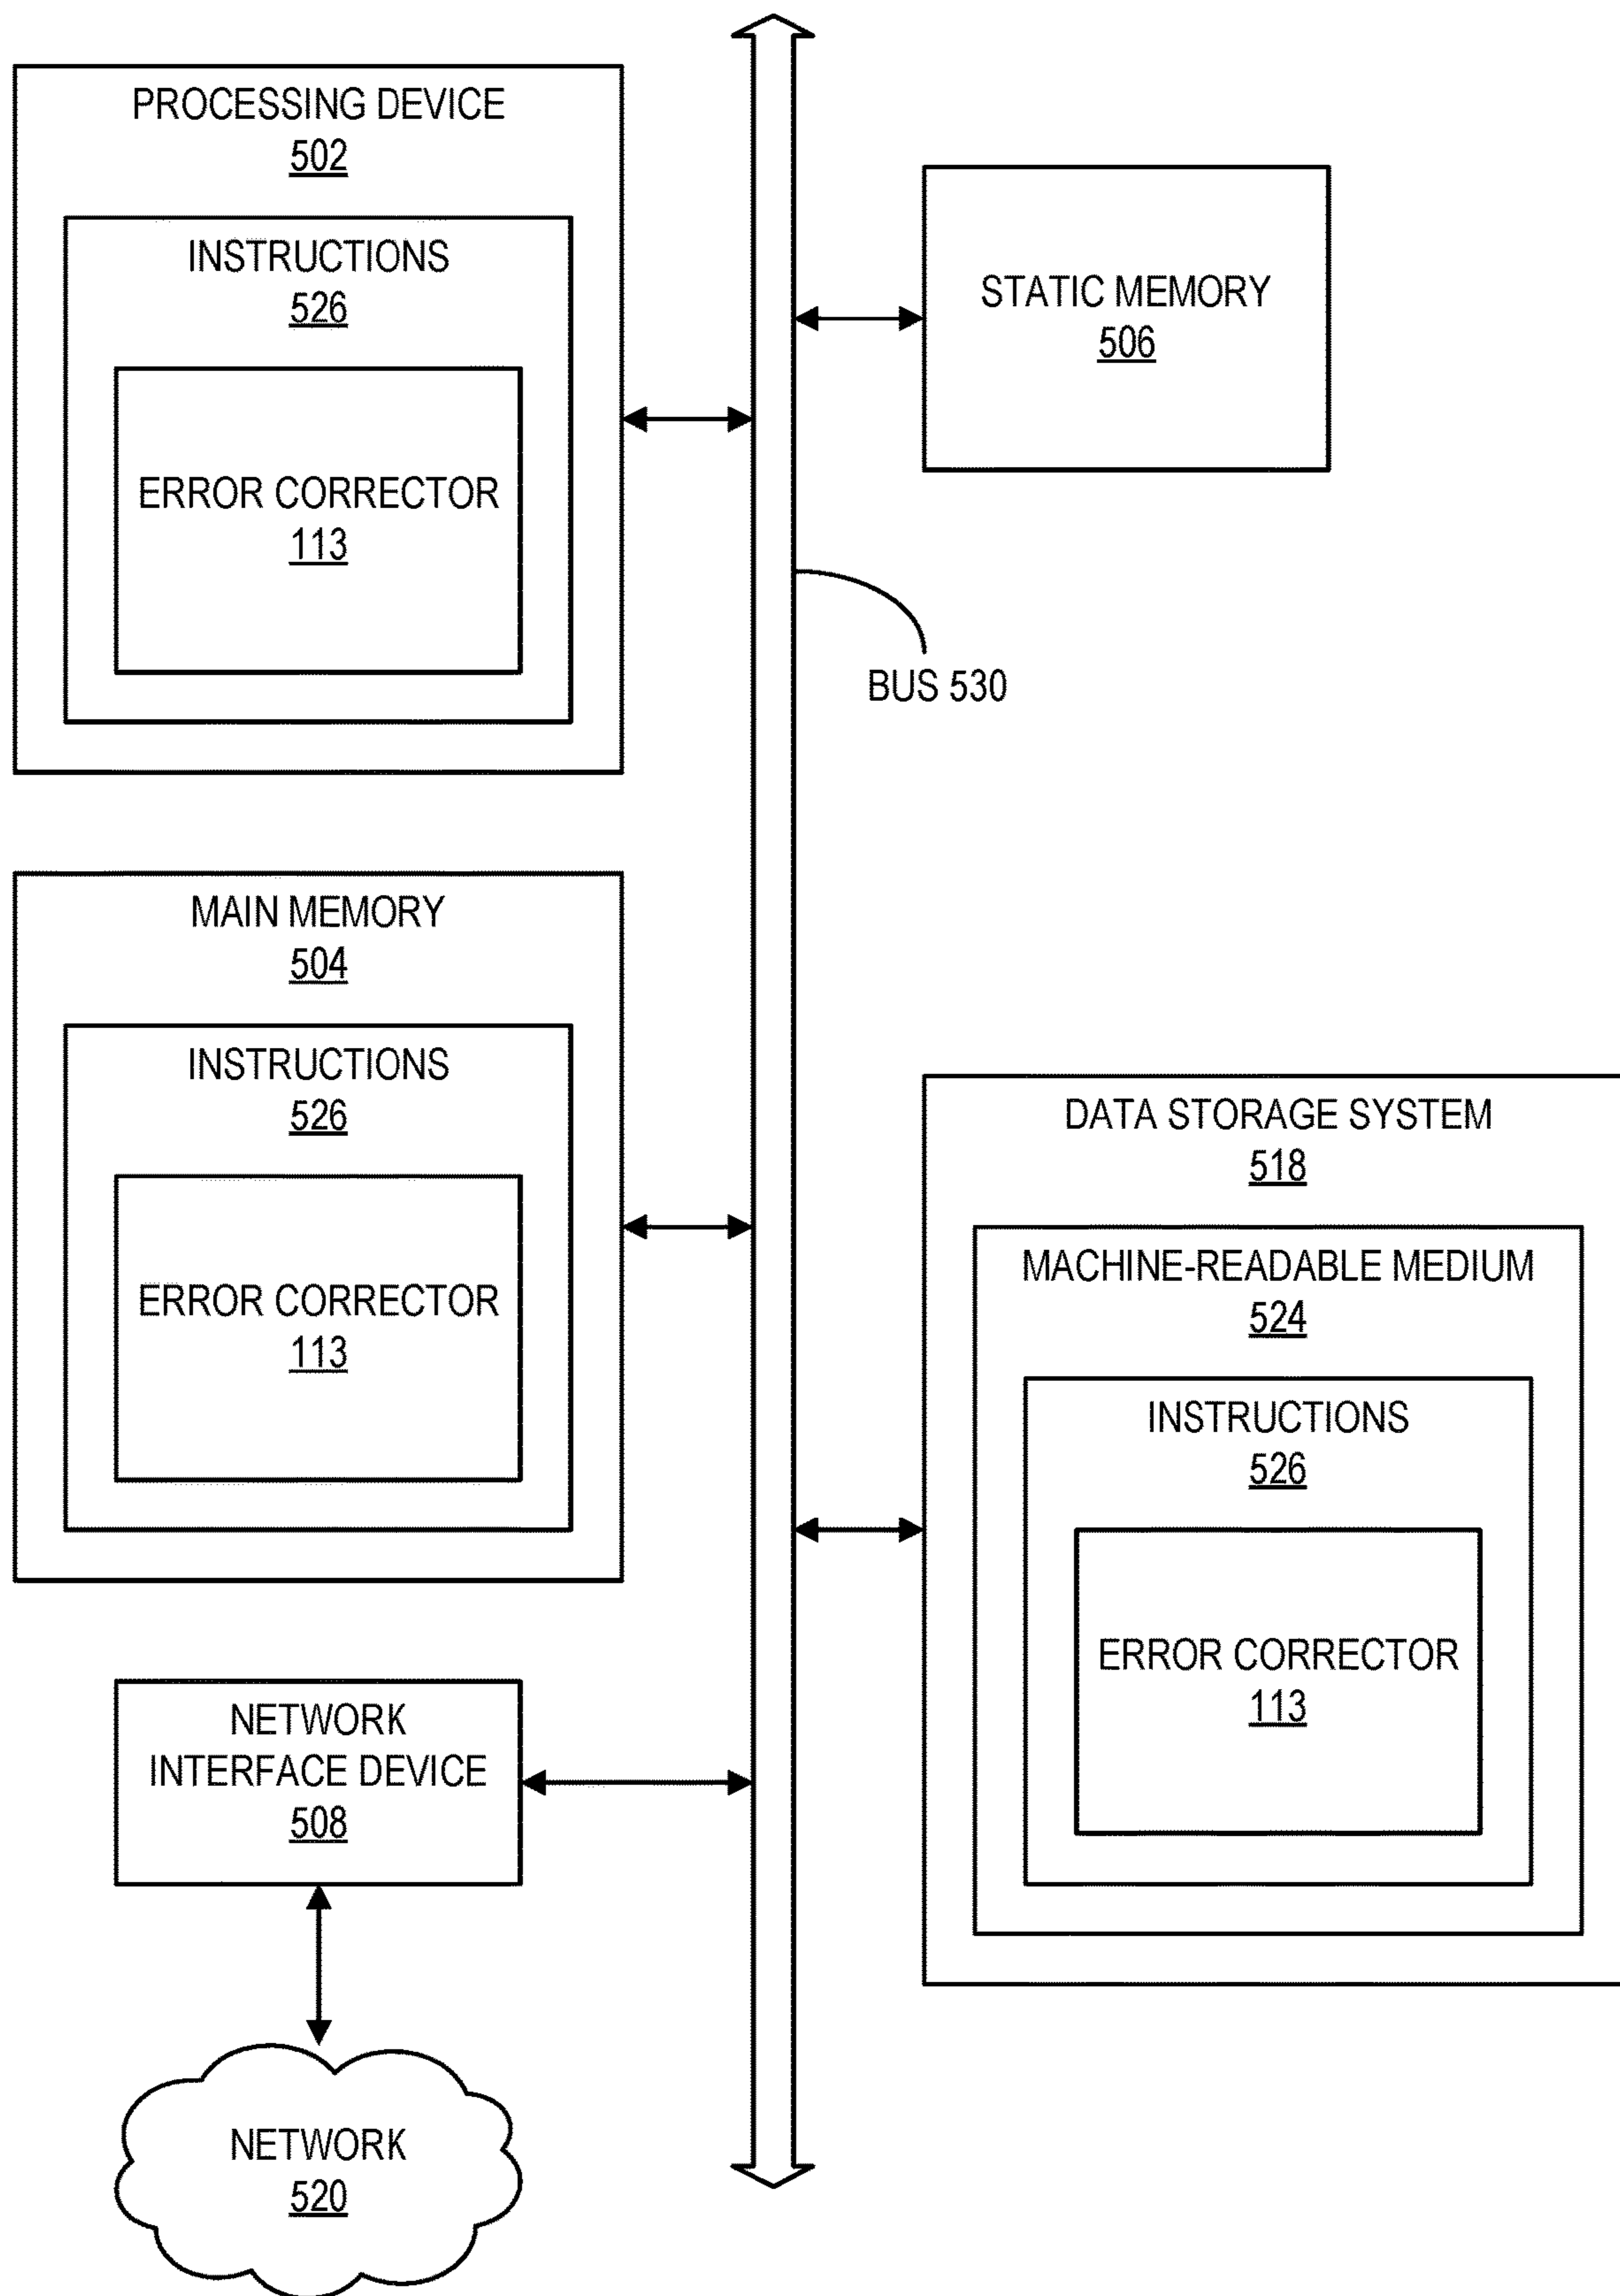 PROCESSING DEVICE
502
INSTRUCTIONS
526
ERROR CORRECTOR
113
STATIC MEMORY
506
BUS 530
MAIN MEMORY
504
INSTRUCTIONS
526
ERROR CORRECTOR
113
DATA STORAGE SYSTEM
518
MACHINE-READABLE MEDIUM
524
INSTRUCTIONS
526
ERROR CORRECTOR
113
NETWORK
INTERFACE DEVICE
508
NETWORK
520